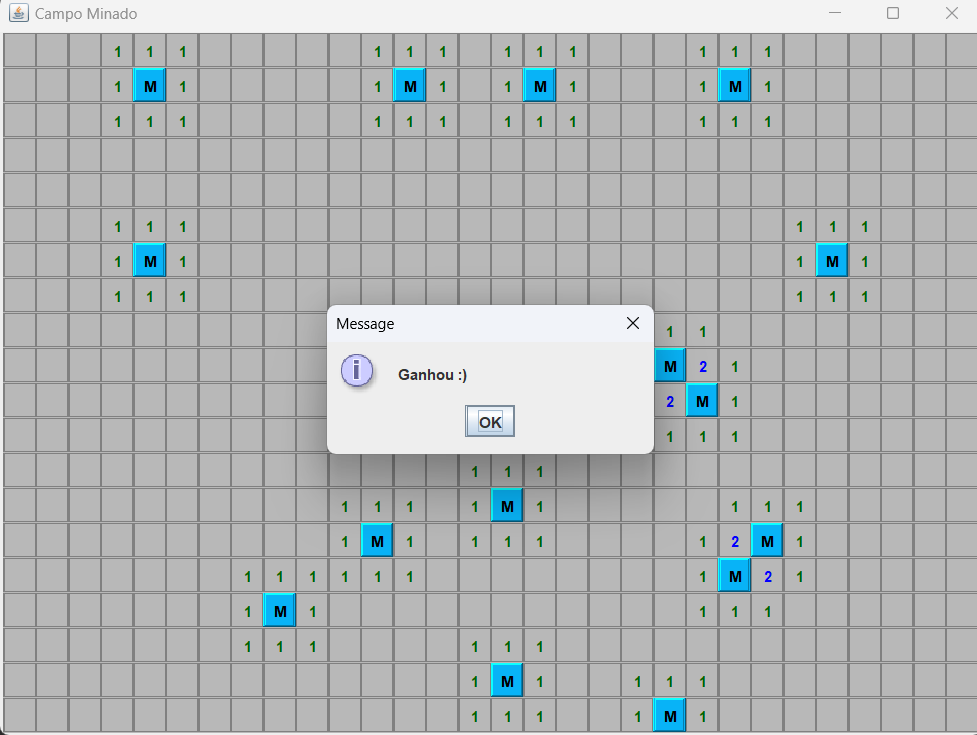 Campo Minado
1 1 1 1 1 1 1 1 1 1 1 1
1 M 1 1 M 1 1 M 1 1 M 1
1 1 1 1 1 1 1 1 1 1 1 1
1 1 1 1 1 1
1 M 1 1 M 1
1 1 1 1 1 1
Message
1 1
i
M 2 1
Ganhou :)
2 M 1
OK
1 1 1
1 1 1
1 1 1 1 M 1 1 1 1
1 M 1 1 1 1 1 2 M 1
1 1 1 1 1 1 1 M 2 1
1 M 1 1 1 1
1 1 1 1 1 1
1 M 1 1 1 1
1 1 1 1 M 1